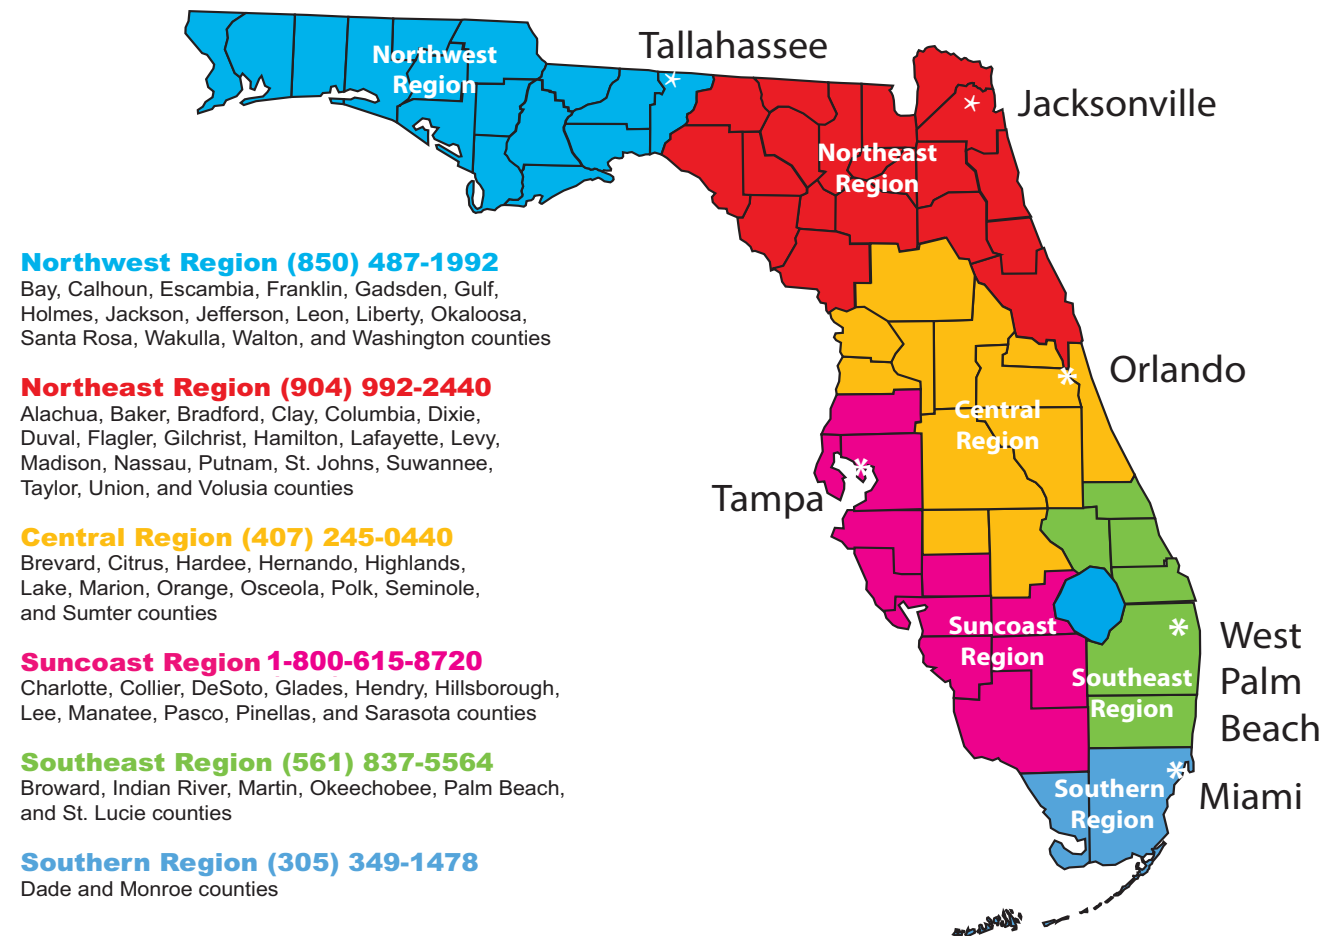 Northwest
Region
Tallahassee
Jacksonville
Northeast
Region
Northwest Region (850) 487-1992
Bay, Calhoun, Escambia, Franklin, Gadsden, Gulf,
Holmes, Jackson, Jefferson, Leon, Liberty, Okaloosa,
Santa Rosa, Wakulla, Walton, and Washington counties
Northeast Region (904) 992-2440
Alachua, Baker, Bradford, Clay, Columbia, Dixie,
Duval, Flagler, Gilchrist, Hamilton, Lafayette, Levy,
Madison, Nassau, Putnam, St. Johns, Suwannee,
Taylor, Union, and Volusia counties
Central Region (407) 245-0440
Brevard, Citrus, Hardee, Hernando, Highlands,
Lake, Marion, Orange, Osceola, Polk, Seminole,
and Sumter counties
Suncoast Region 1-800-615-8720
Charlotte, Collier, DeSoto, Glades, Hendry, Hillsborough,
Lee, Manatee, Pasco, Pinellas, and Sarasota counties
Southeast Region (561) 837-5564
Broward, Indian River, Martin, Okeechobee, Palm Beach,
and St. Lucie counties
Southern Region (305) 349-1478
Dade and Monroe counties
Orlando
Central
Region
Tampa
Suncoast
Region
West
Palm
Beach
Southeast
Region
Southern
Region
Miami